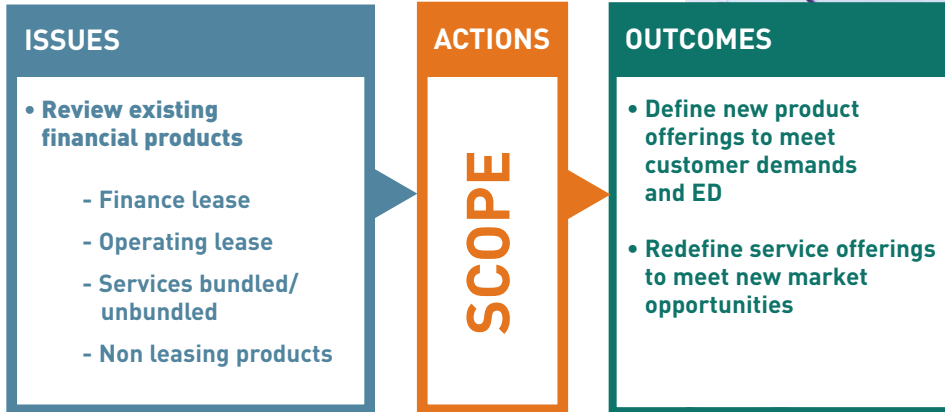 ISSUES
• Review existing
financial products
- Finance lease
- Operating lease
- Services bundled/
unbundled
- Non leasing products
ACTIONS
SCOPE
OUTCOMES
• Define new product
offerings to meet
customer demands
and ED
• Redefine service offerings
to meet new market
opportunities